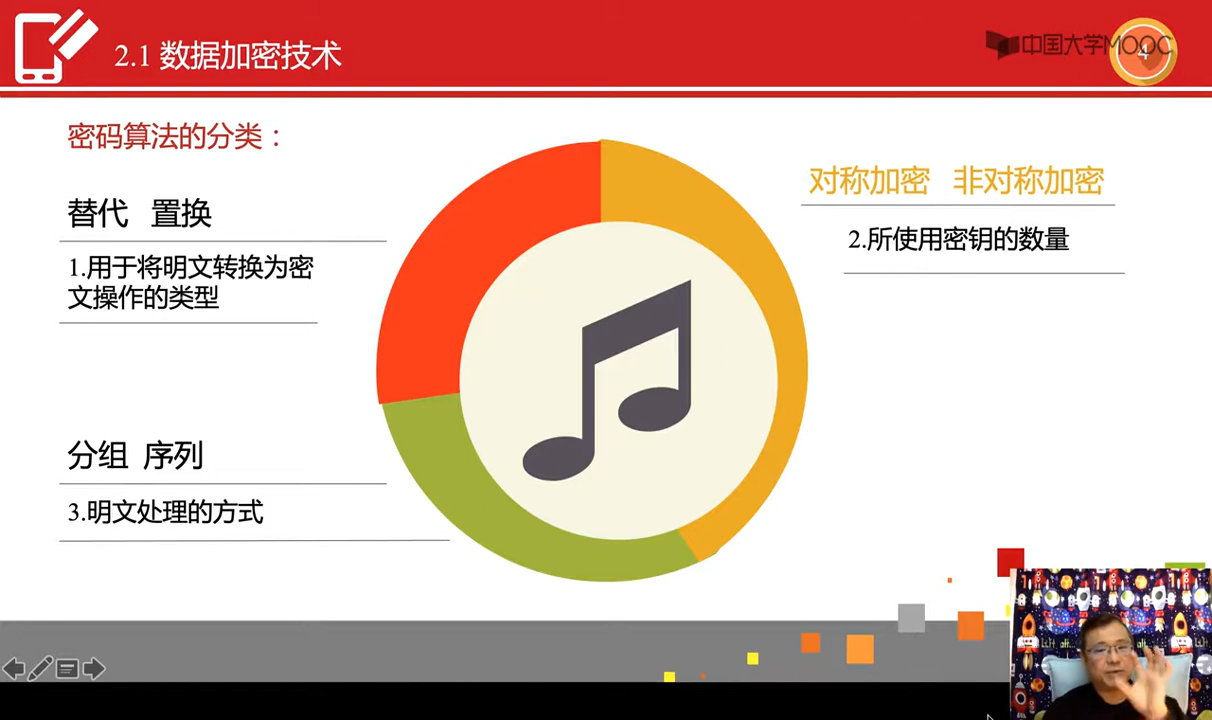 2.1 数据加密技术
中国大学MOOC
4
密码算法的分类：
替代 置换
1.用于将明文转换为密
文操作的类型
对称加密 非对称加密
2.所使用密钥的数量
分组 序列
3.明文处理的方式